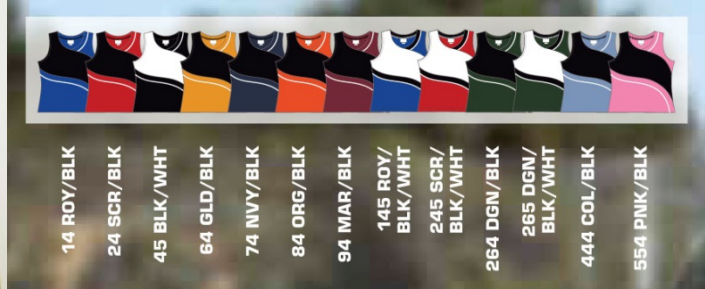 14 ROY/BLK
24 SCR/BLK
45 BLK/WHT
64 GLD/BLK
74 NVY/BLK
84 ORG/BLK
94 MAR/BLK
145 ROY/
BLK/WHT
245 SCR/
BLK/WHT
264 DGN/BLK
265 DGN/
BLK/WHT
444 COL/BLK
554 PNK/BLK